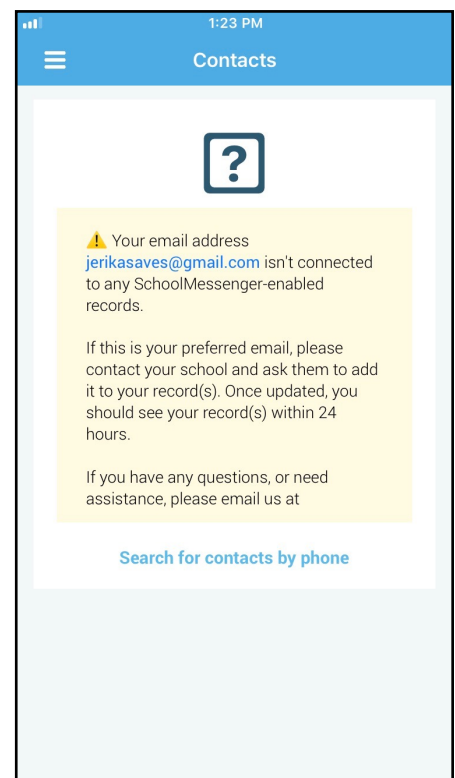 1:23 PM
Contacts
?
⚠ Your email address
jerikasaves@gmail.com isn't connected
to any SchoolMessenger-enabled
records.
If this is your preferred email, please
contact your school and ask them to add
it to your record(s). Once updated, you
should see your record(s) within 24
hours.
If you have any questions, or need
assistance, please email us at
Search for contacts by phone